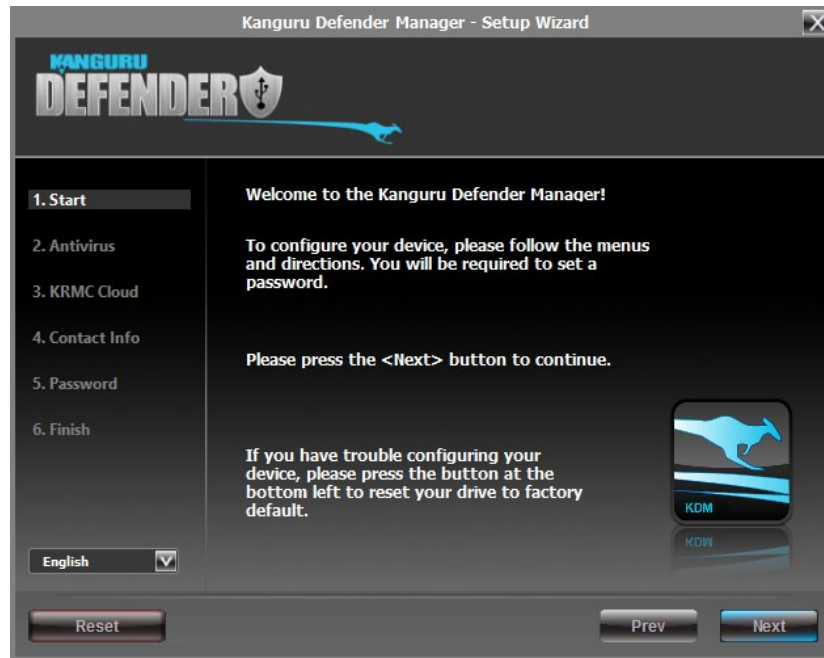 Kanguru Defender Manager - Setup Wizard
KANGURU
DEFENDER
1. Start
2. Antivirus
3. KRMC Cloud
4. Contact Info
5. Password
6. Finish
English
Welcome to the Kanguru Defender Manager!
To configure your device, please follow the menus
and directions. You will be required to set a
password.
Please press the <Next> button to continue.
If you have trouble configuring your
device, please press the button at the
bottom left to reset your drive to factory
default.
KDM
Reset
Prev
Next